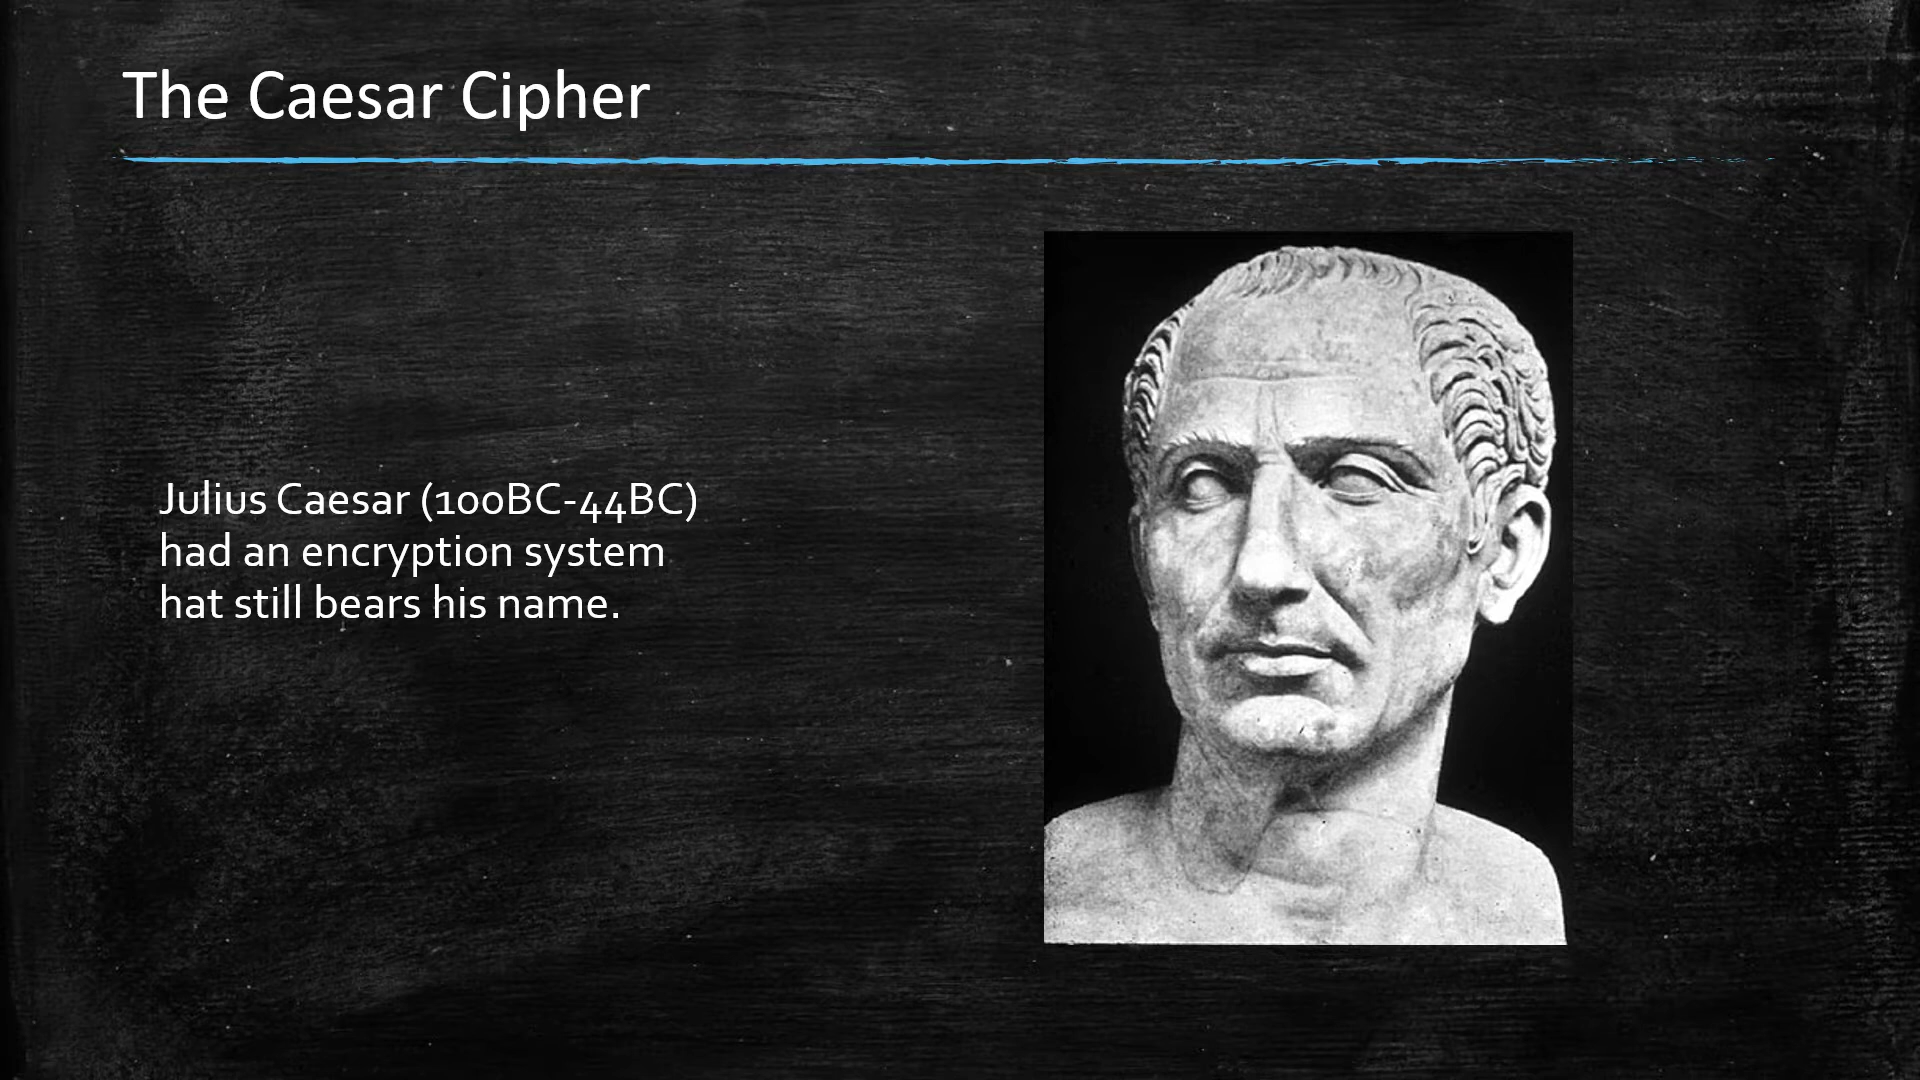 The Caesar Cipher
Julius Caesar (100BC-44BC)
had an encryption system
hat still bears his name.